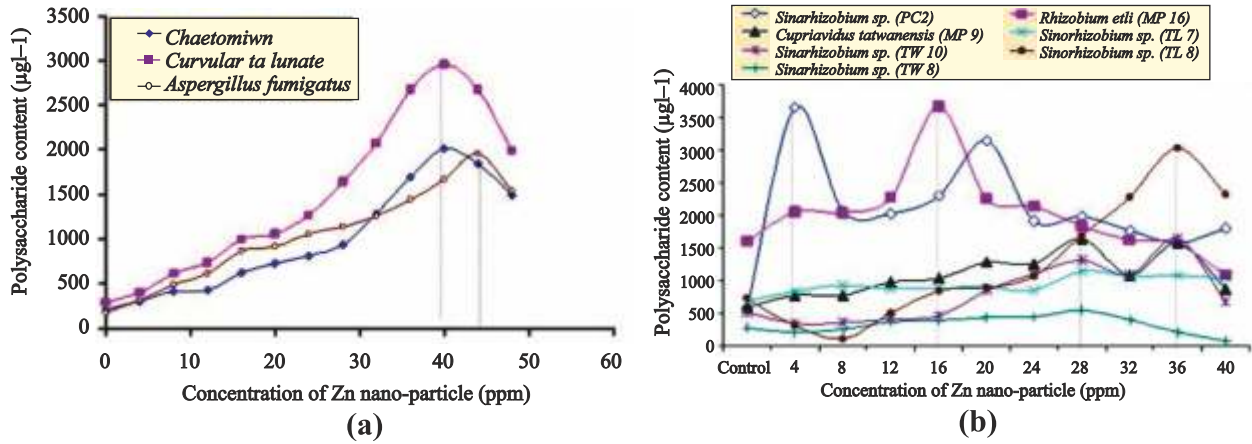 3500
3000
2500
2000
1500
1000
500
0
Polysaccharide content (µgl–1)
Chaetomiwn
Curvular ta lunate
Aspergillus fumigatus
0 10 20 30 40 50 60
Concentration of Zn nano-particle (ppm)
(a)
Sinarhizobium sp. (PC2)
Cupriavidus tatwanensis (MP 9)
Sinarhizobium sp. (TW 10)
Sinarhizobium sp. (TW 8)
Rhizobium etli (MP 16)
Sinorhizobium sp. (TL 7)
Sinorhizobium sp. (TL 8)
4000
3500
3000
2500
2000
1500
1000
500
0
Polysaccharide content (µgl–1)
Control 4 8 12 16 20 24 28 32 36 40
Concentration of Zn nano-particle (ppm)
(b)